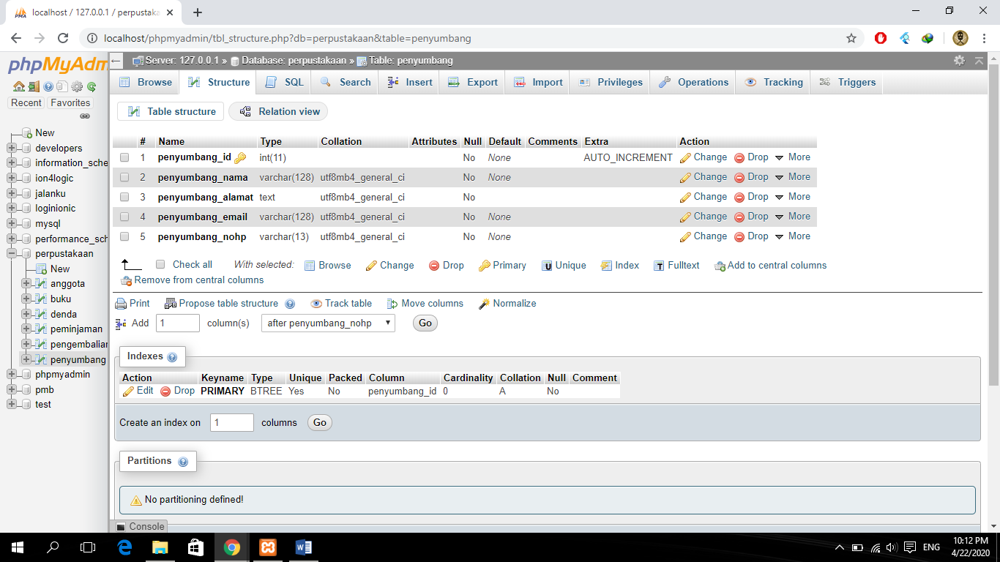 localhost / 127.0.0.1 / perpustaka
localhost/phpmyadmin/tbl_structure.php?db=perpustakaan&table=penyumbang
phpMyAdm
Recent Favorites
New
developers
information_sche
ion4logic
jalanku
loginionic
mysql
performance_sch
perpustakaan
New
anggota
buku
denda
peminjaman
pengembalian
penyumbang
phpmyadmin
pmb
test
Server: 127.0.0.1 » Database: perpustakaan » Table: penyumbang
Browse Structure SQL Search Insert Export Import Privileges Operations Tracking Triggers
Table structure Relation view
# Name Type Collation Attributes Null Default Comments Extra Action
1 penyumbang_id int(11) No None AUTO_INCREMENT Change Drop More
2 penyumbang_nama varchar(128) utf8mb4_general_ci No None Change Drop More
3 penyumbang_alamat text utf8mb4_general_ci No Change Drop More
4 penyumbang_email varchar(128) utf8mb4_general_ci No None Change Drop More
5 penyumbang_nohp varchar(13) utf8mb4_general_ci No None Change Drop More
Check all With selected: Browse Change Drop Primary Unique Index Fulltext Add to central columns
Remove from central columns
Print Propose table structure Track table Move columns Normalize
Add 1 column(s) after penyumbang_nohp Go
Indexes
Action Keyname Type Unique Packed Column Cardinality Collation Null Comment
Edit Drop PRIMARY BTREE Yes No penyumbang_id 0 A No
Create an index on 1 columns Go
Partitions
No partitioning defined!
Console
ENG
10:12 PM
4/22/2020